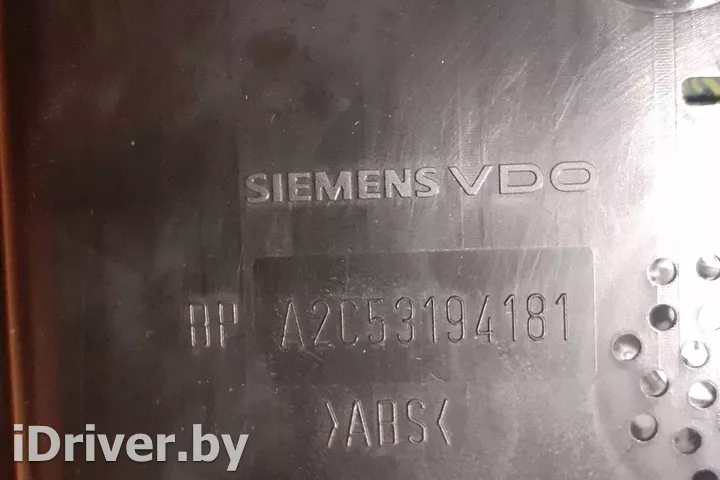 SIEMENS VDO
BP A2C53194181
>ABS<
iDriver.by